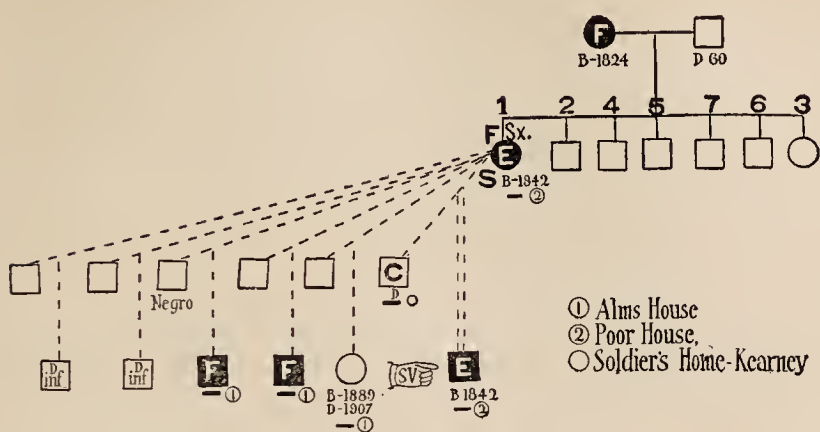 F
B-1824
D 60
1 2 4 5 7 6 3
F Sx.
E
S B-1842
②
C
D
Negro
D
inf
D
inf
F
①
F
①
B-1889
D-1907
①
SV
E
B 1842
②
① Alms House
② Poor House,
○ Soldier's Home-Kearney